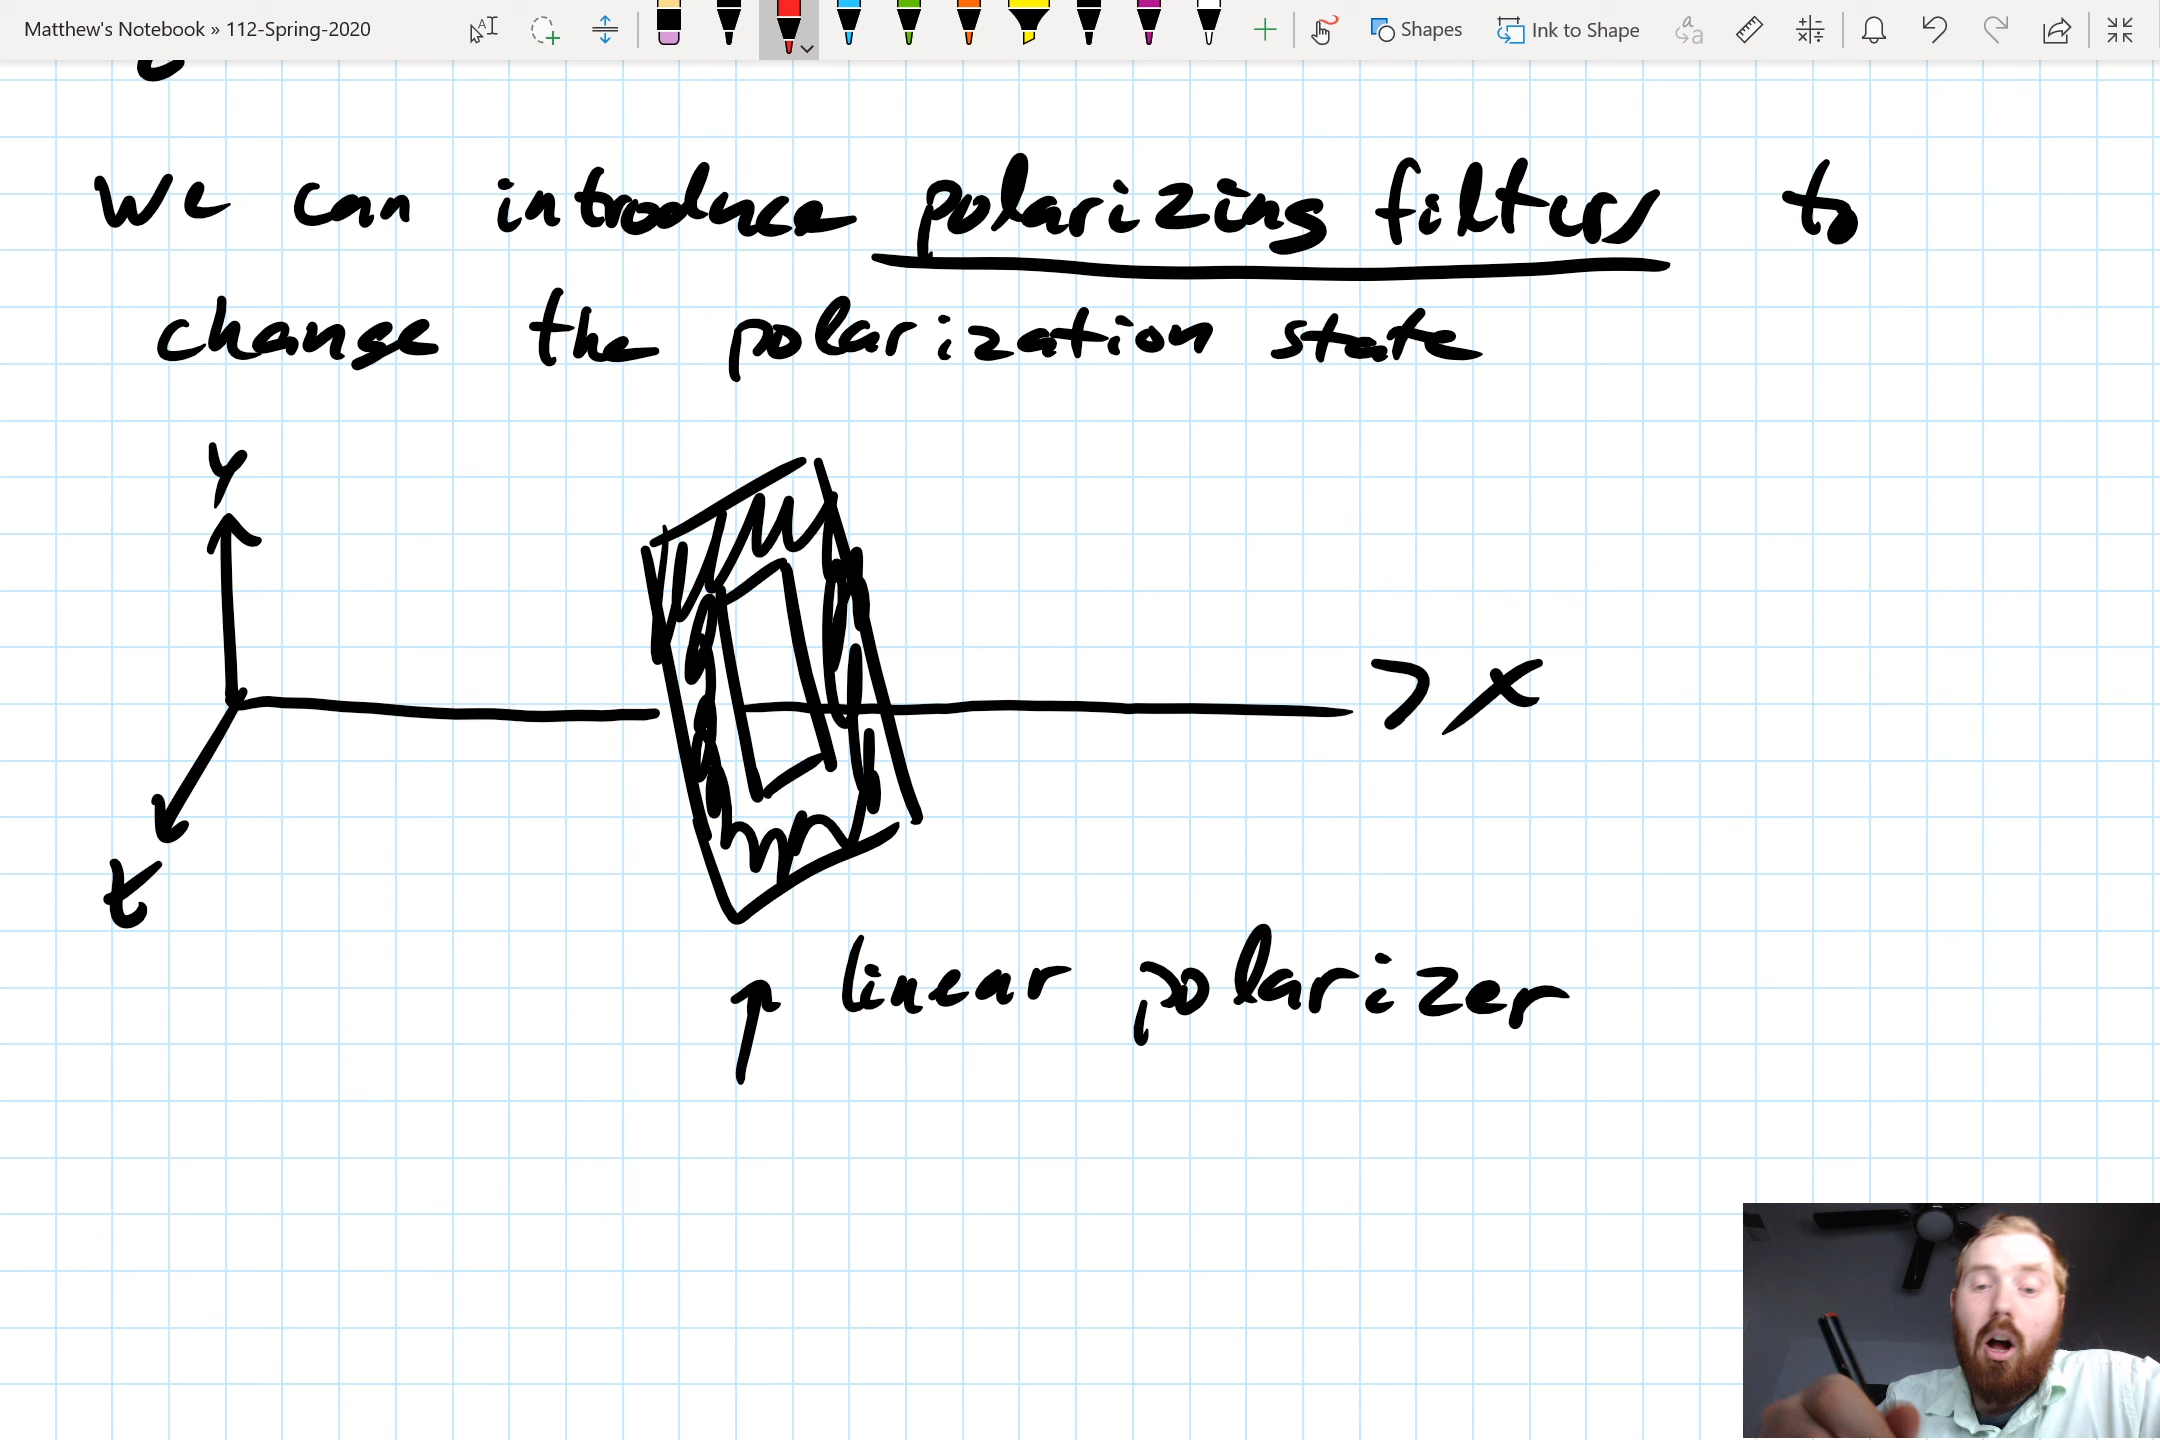 Matthew's Notebook » 112-Spring-2020
Shapes
Ink to Shape
We can introduce polarizing filters to
change the polarization state
y
x
z
linear polarizer